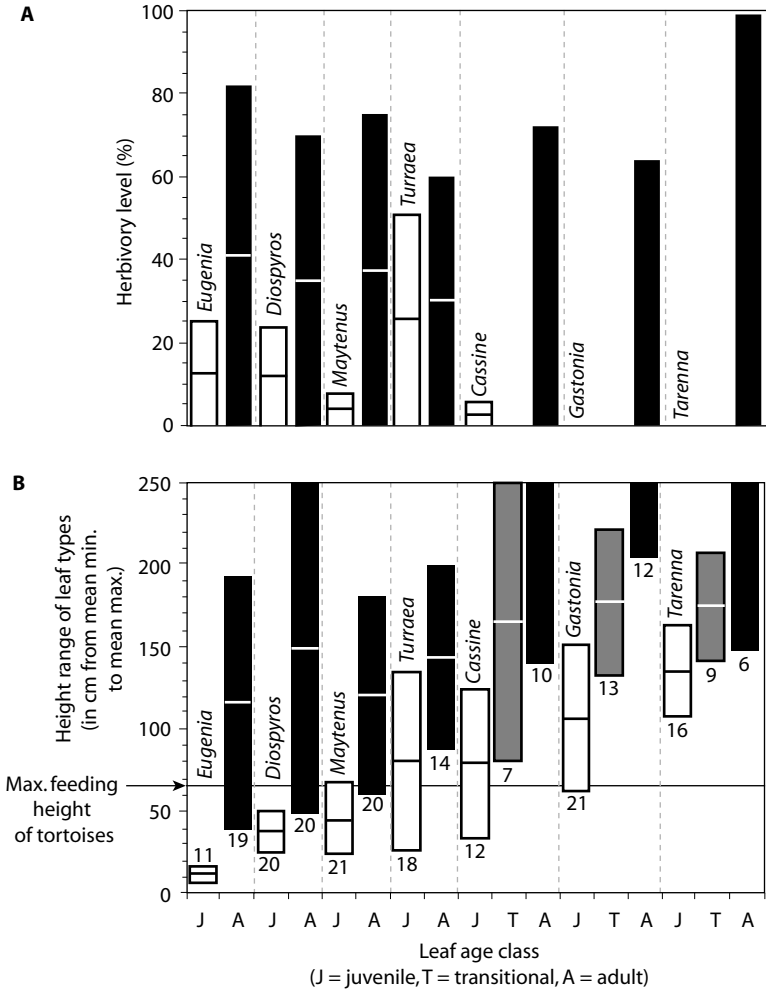 A
Herbivory level (%)
100
80
60
40
20
0
Eugenia
Diospyros
Maytenus
Turraea
Cassine
Gastonia
Tarenna
B
Height range of leaf types
(in cm from mean min.
to mean max.)
250
200
150
100
50
0
Max. feeding
height
of tortoises
Eugenia
Diospyros
Maytenus
Turraea
Cassine
Gastonia
Tarenna
11
19
20
20
21
20
18
14
12
7
10
21
13
12
16
9
6
J A J A J A J A J T A J T A J T A
Leaf age class
(J = juvenile, T = transitional, A = adult)